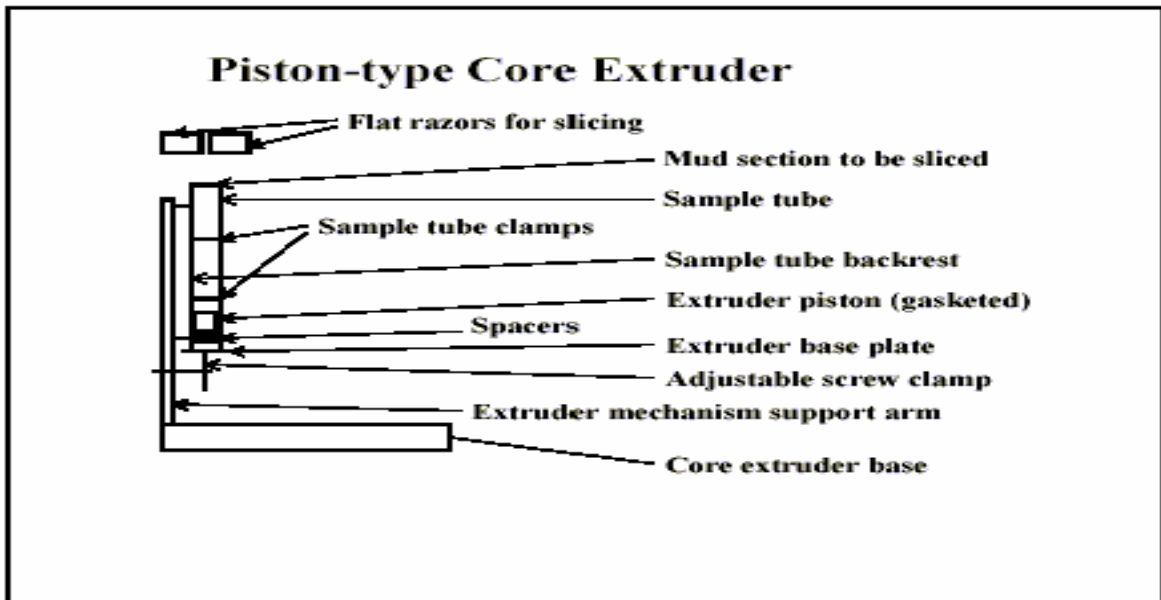 Piston-type Core Extruder
Flat razors for slicing
Mud section to be sliced
Sample tube
Sample tube clamps
Sample tube backrest
Extruder piston (gasketed)
Spacers
Extruder base plate
Adjustable screw clamp
Extruder mechanism support arm
Core extruder base